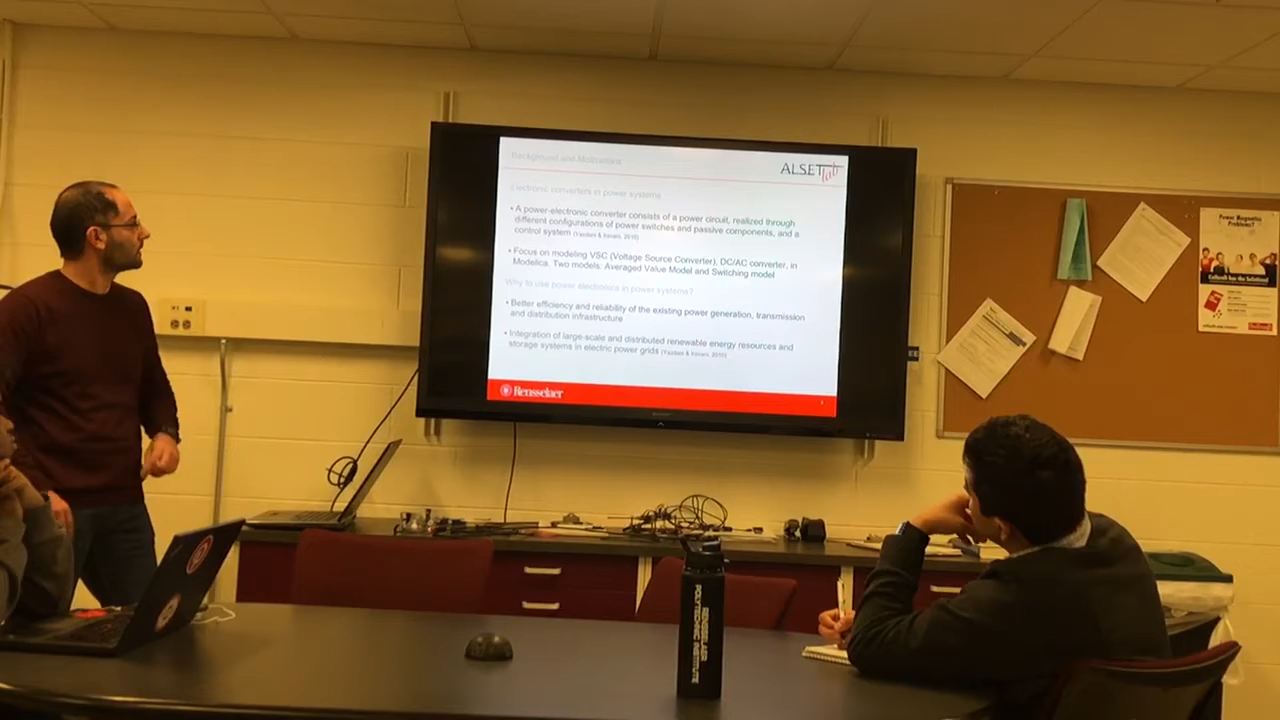 Background and Motivations
ALSETlab
Electronic converters in power systems
• A power-electronic converter consists of a power circuit, realized through
different configurations of power switches and passive components, and a
control system (Yazdani & Iravani, 2010)
• Focus on modeling VSC (Voltage Source Converter), DC/AC converter, in
Modelica. Two models: Averaged Value Model and Switching model
Why to use power electronics in power systems?
• Better efficiency and reliability of the existing power generation, transmission
and distribution infrastructure
• Integration of large-scale and distributed renewable energy resources and
storage systems in electric power grids (Yazdani & Iravani, 2010)
Rensselaer
Power Magnetic
Problems?
RENSSELAER
POLYTECHNIC INSTITUTE